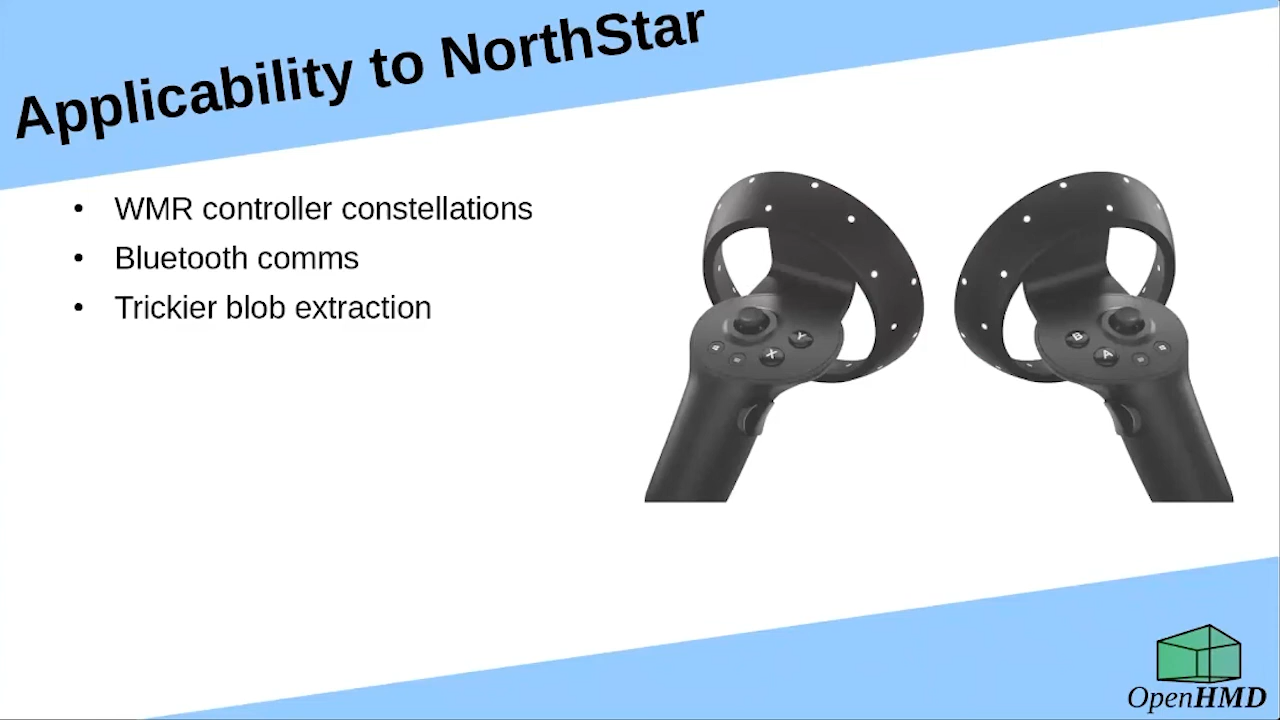 Applicability to NorthStar
• WMR controller constellations
• Bluetooth comms
• Trickier blob extraction
Y
X
B
A
OpenHMD